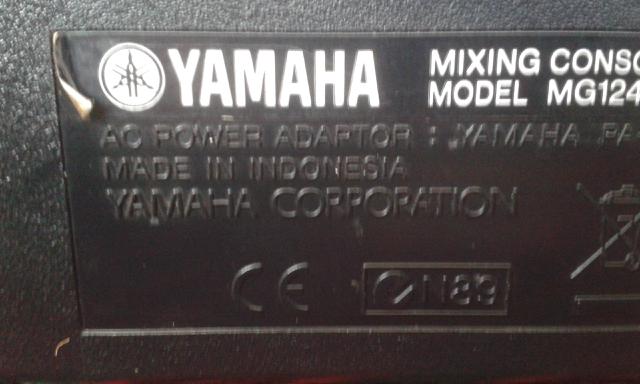 YAMAHA
MIXING CONSO
MODEL MG124
AC POWER ADAPTOR : YAMAHA PA
MADE IN INDONESIA
YAMAHA CORPORATION
CE
N89